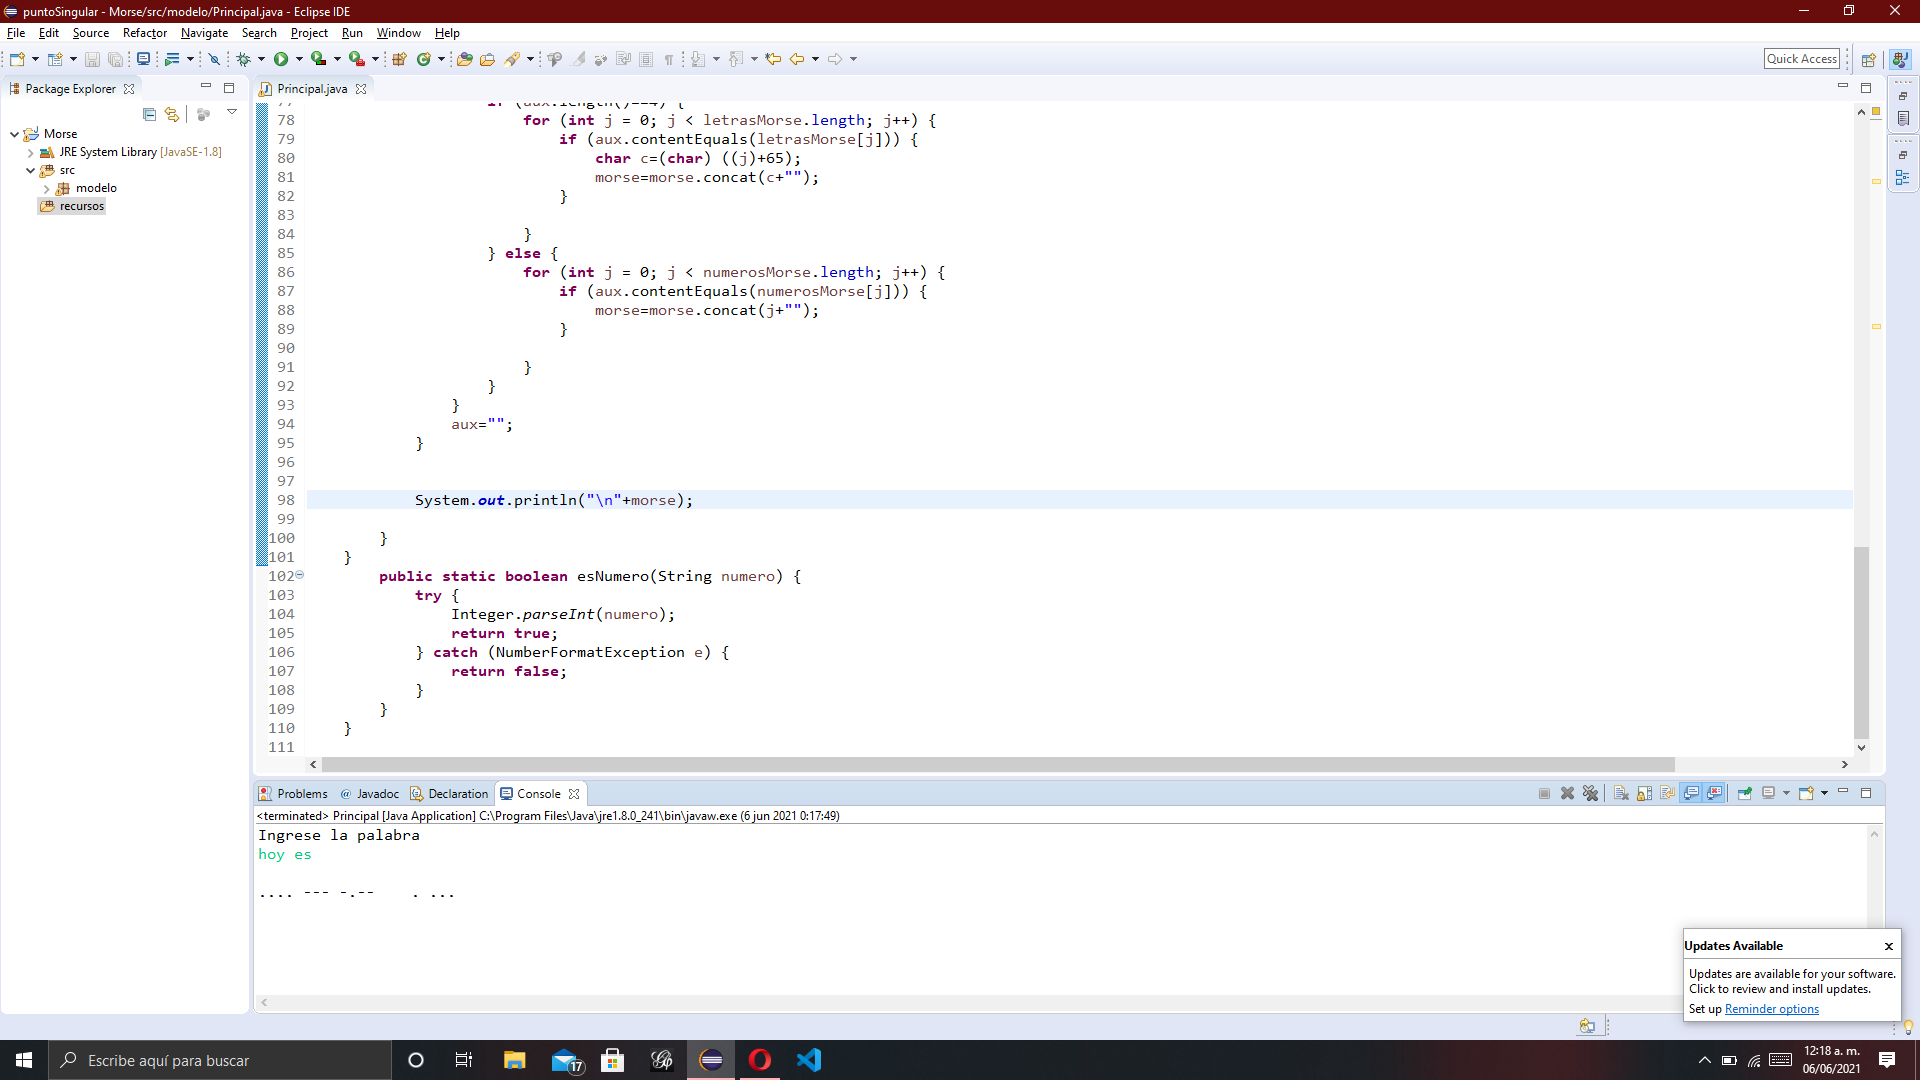 puntoSingular - Morse/src/modelo/Principal.java - Eclipse IDE
File Edit Source Refactor Navigate Search Project Run Window Help
Quick Access
Package Explorer
Principal.java
Morse
JRE System Library [JavaSE-1.8]
src
modelo
recursos
77 if (aux.length()==4) {
78 for (int j = 0; j < letrasMorse.length; j++) {
79 if (aux.contentEquals(letrasMorse[j])) {
80 char c=(char) ((j)+65);
81 morse=morse.concat(c+"");
82 }
83
84 }
85 } else {
86 for (int j = 0; j < numerosMorse.length; j++) {
87 if (aux.contentEquals(numerosMorse[j])) {
88 morse=morse.concat(j+"");
89 }
90
91 }
92 }
93 }
94 aux="";
95 }
96
97
98 System.out.println("\n"+morse);
99
100 }
101 }
102 public static boolean esNumero(String numero) {
103 try {
104 Integer.parseInt(numero);
105 return true;
106 } catch (NumberFormatException e) {
107 return false;
108 }
109 }
110 }
111
Problems @ Javadoc Declaration Console
<terminated> Principal [Java Application] C:\Program Files\Java\jre1.8.0_241\bin\javaw.exe (6 jun 2021 0:17:49)
Ingrese la palabra
hoy es
.... --- -.--    . ...
Updates Available
Updates are available for your software.
Click to review and install updates.
Set up Reminder options
Escribe aquí para buscar
17
12:18 a. m.
06/06/2021